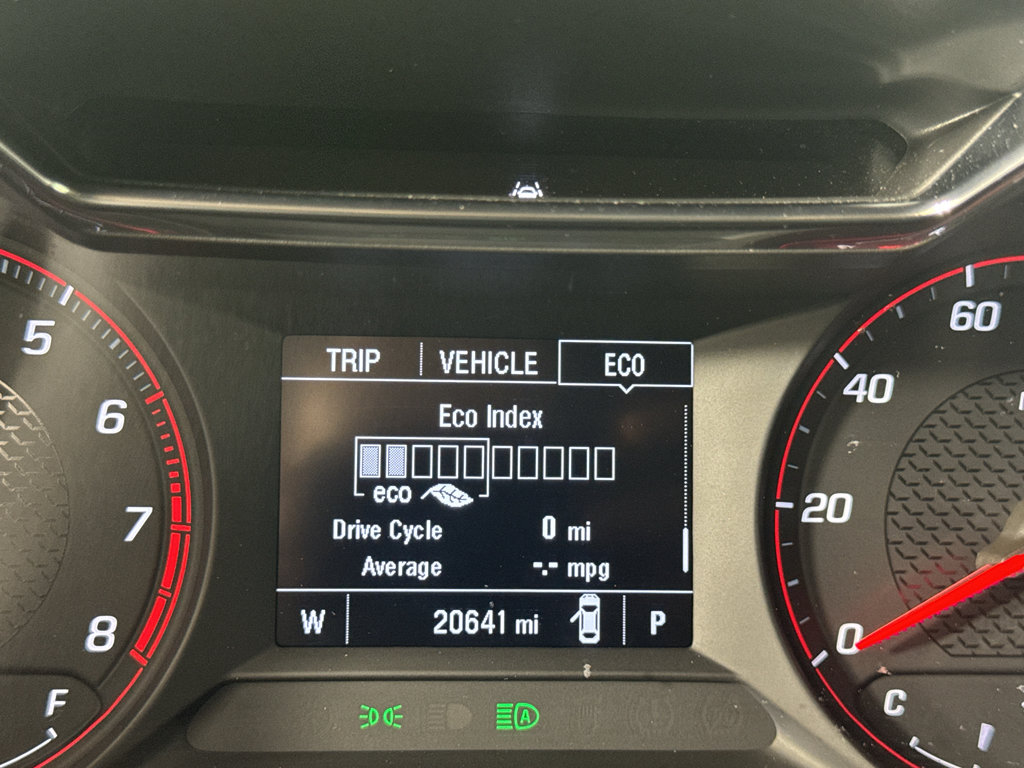 TRIP VEHICLE ECO
Eco Index
eco
Drive Cycle 0 mi
Average -.- mpg
W 20641 mi P
5
6
7
8
F
60
40
20
0
C
A